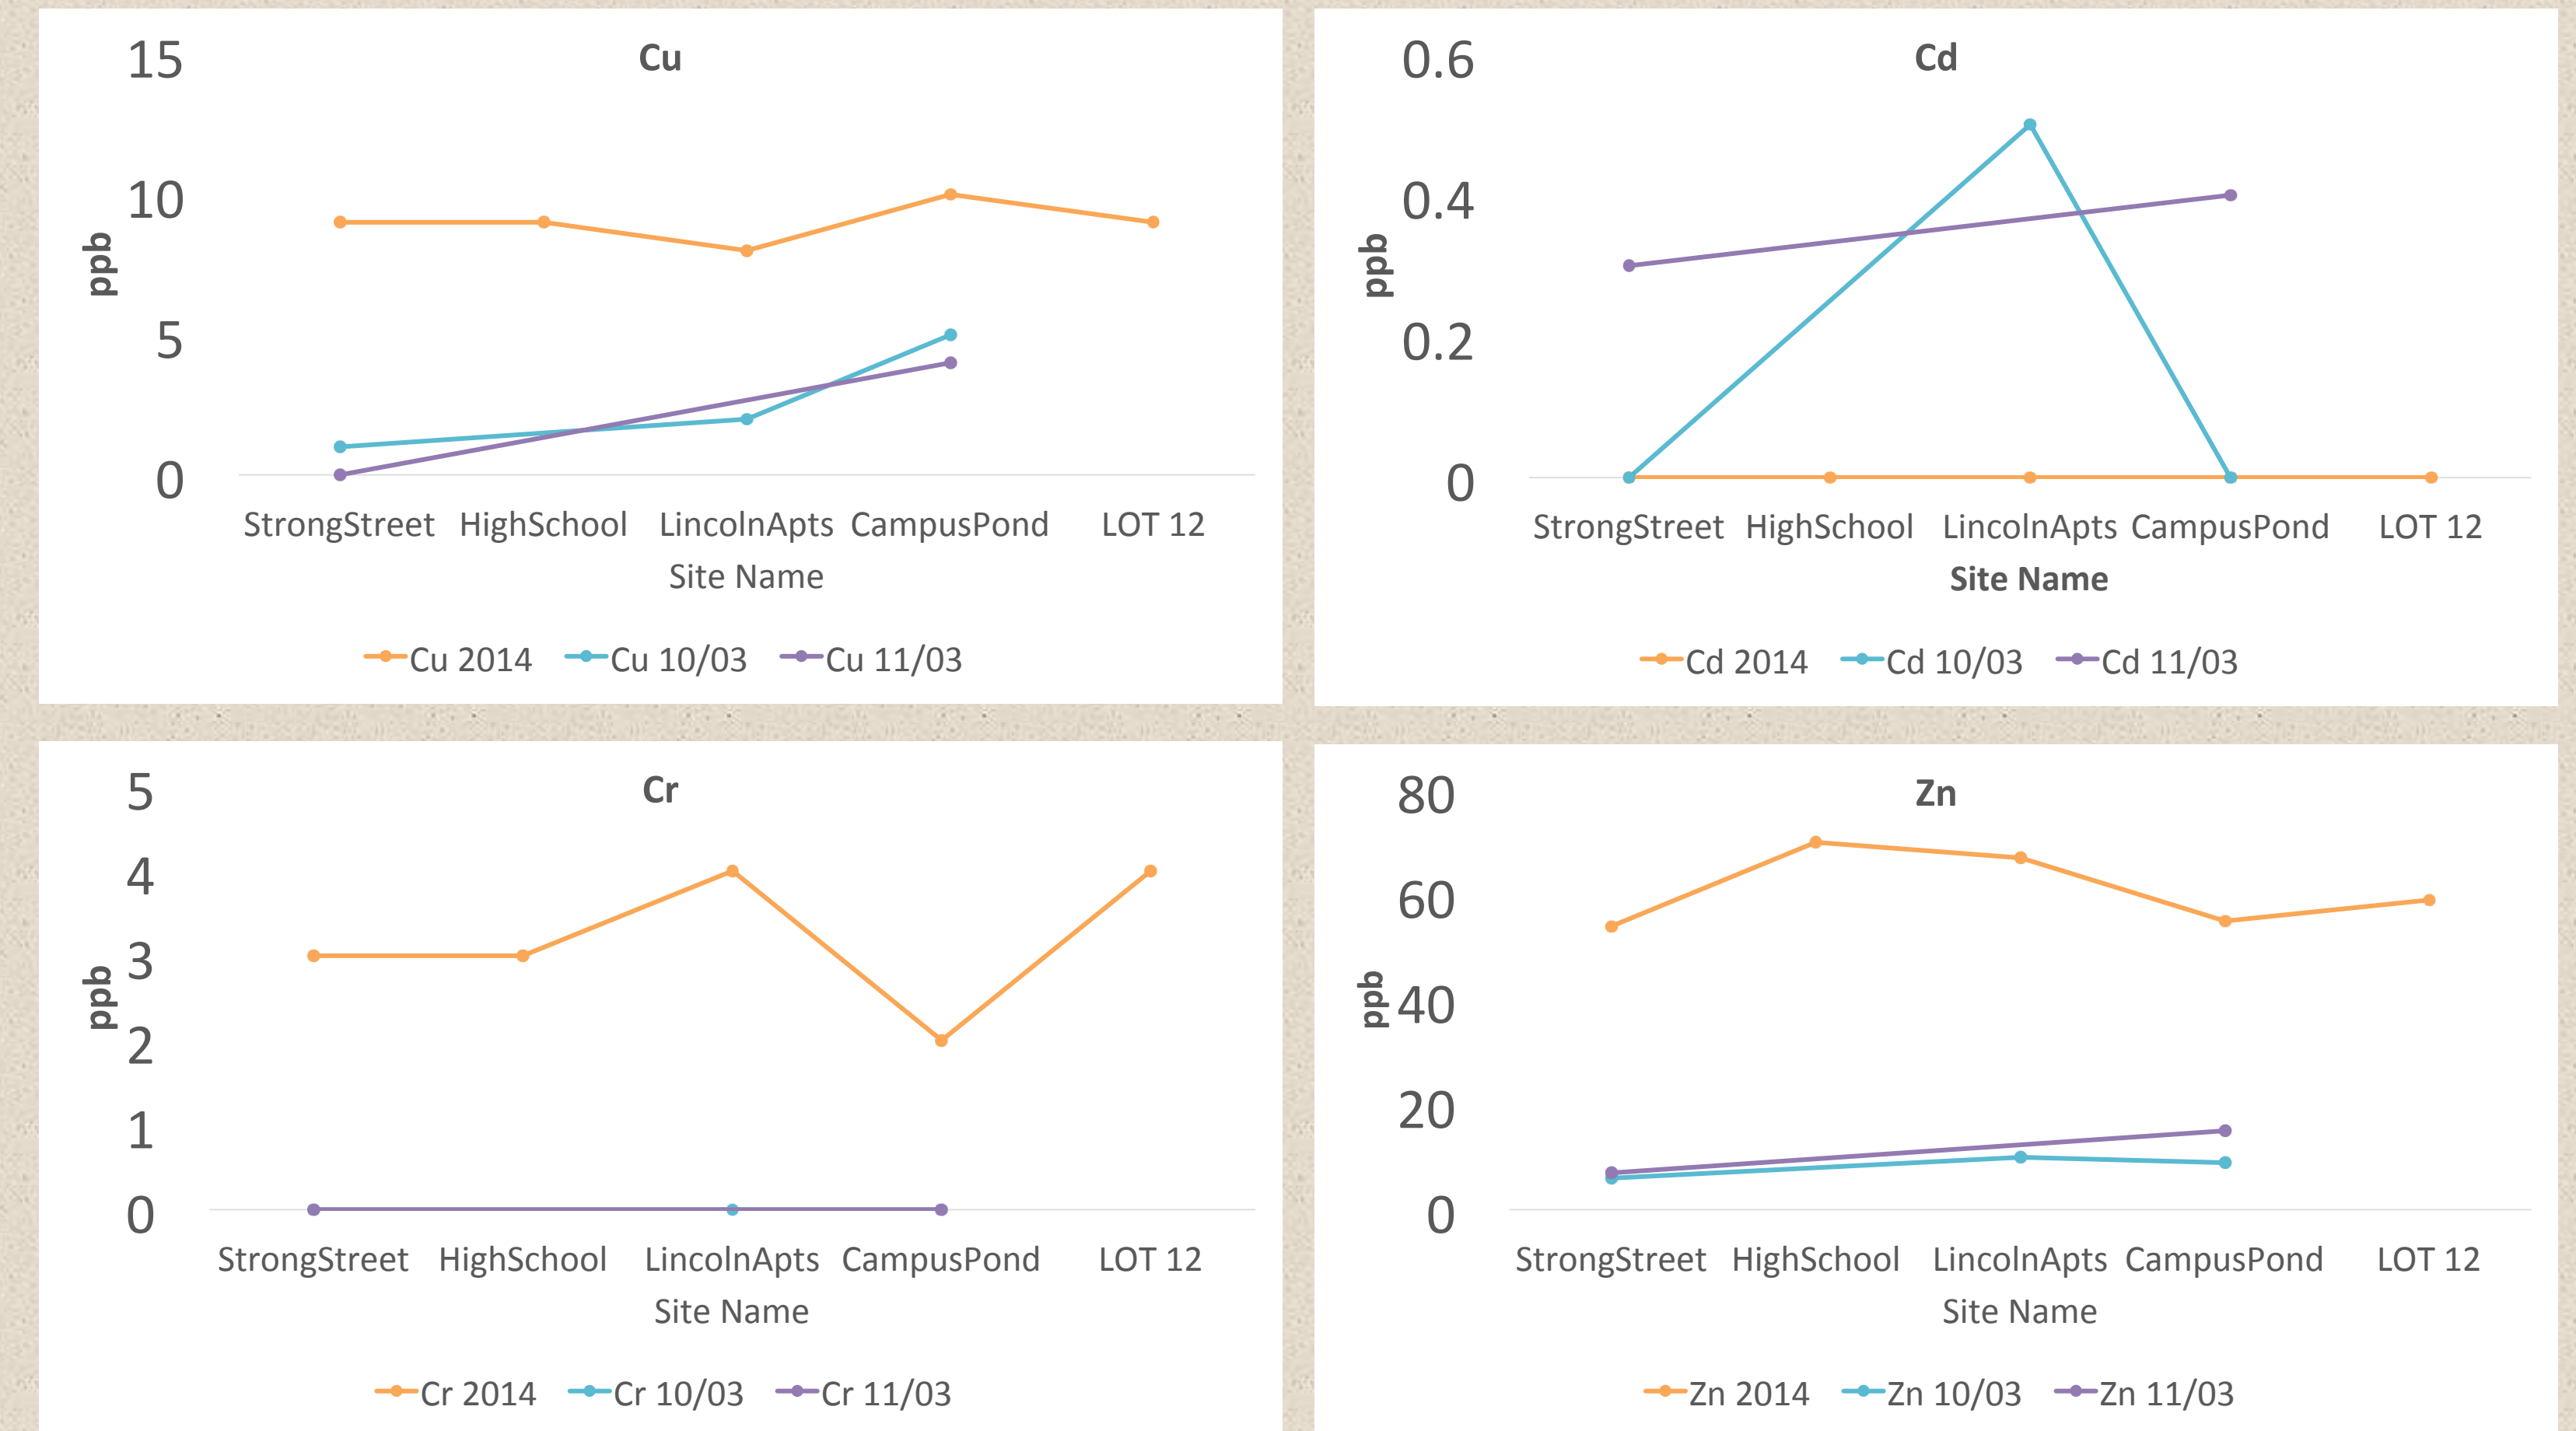 Cu
15
10
5
0
ppb
StrongStreet HighSchool LincolnApts CampusPond LOT 12
Site Name
Cu 2014 Cu 10/03 Cu 11/03
Cd
0.6
0.4
0.2
0
ppb
StrongStreet HighSchool LincolnApts CampusPond LOT 12
Site Name
Cd 2014 Cd 10/03 Cd 11/03
Cr
5
4
3
2
1
0
ppb
StrongStreet HighSchool LincolnApts CampusPond LOT 12
Site Name
Cr 2014 Cr 10/03 Cr 11/03
Zn
80
60
40
20
0
ppb
StrongStreet HighSchool LincolnApts CampusPond LOT 12
Site Name
Zn 2014 Zn 10/03 Zn 11/03